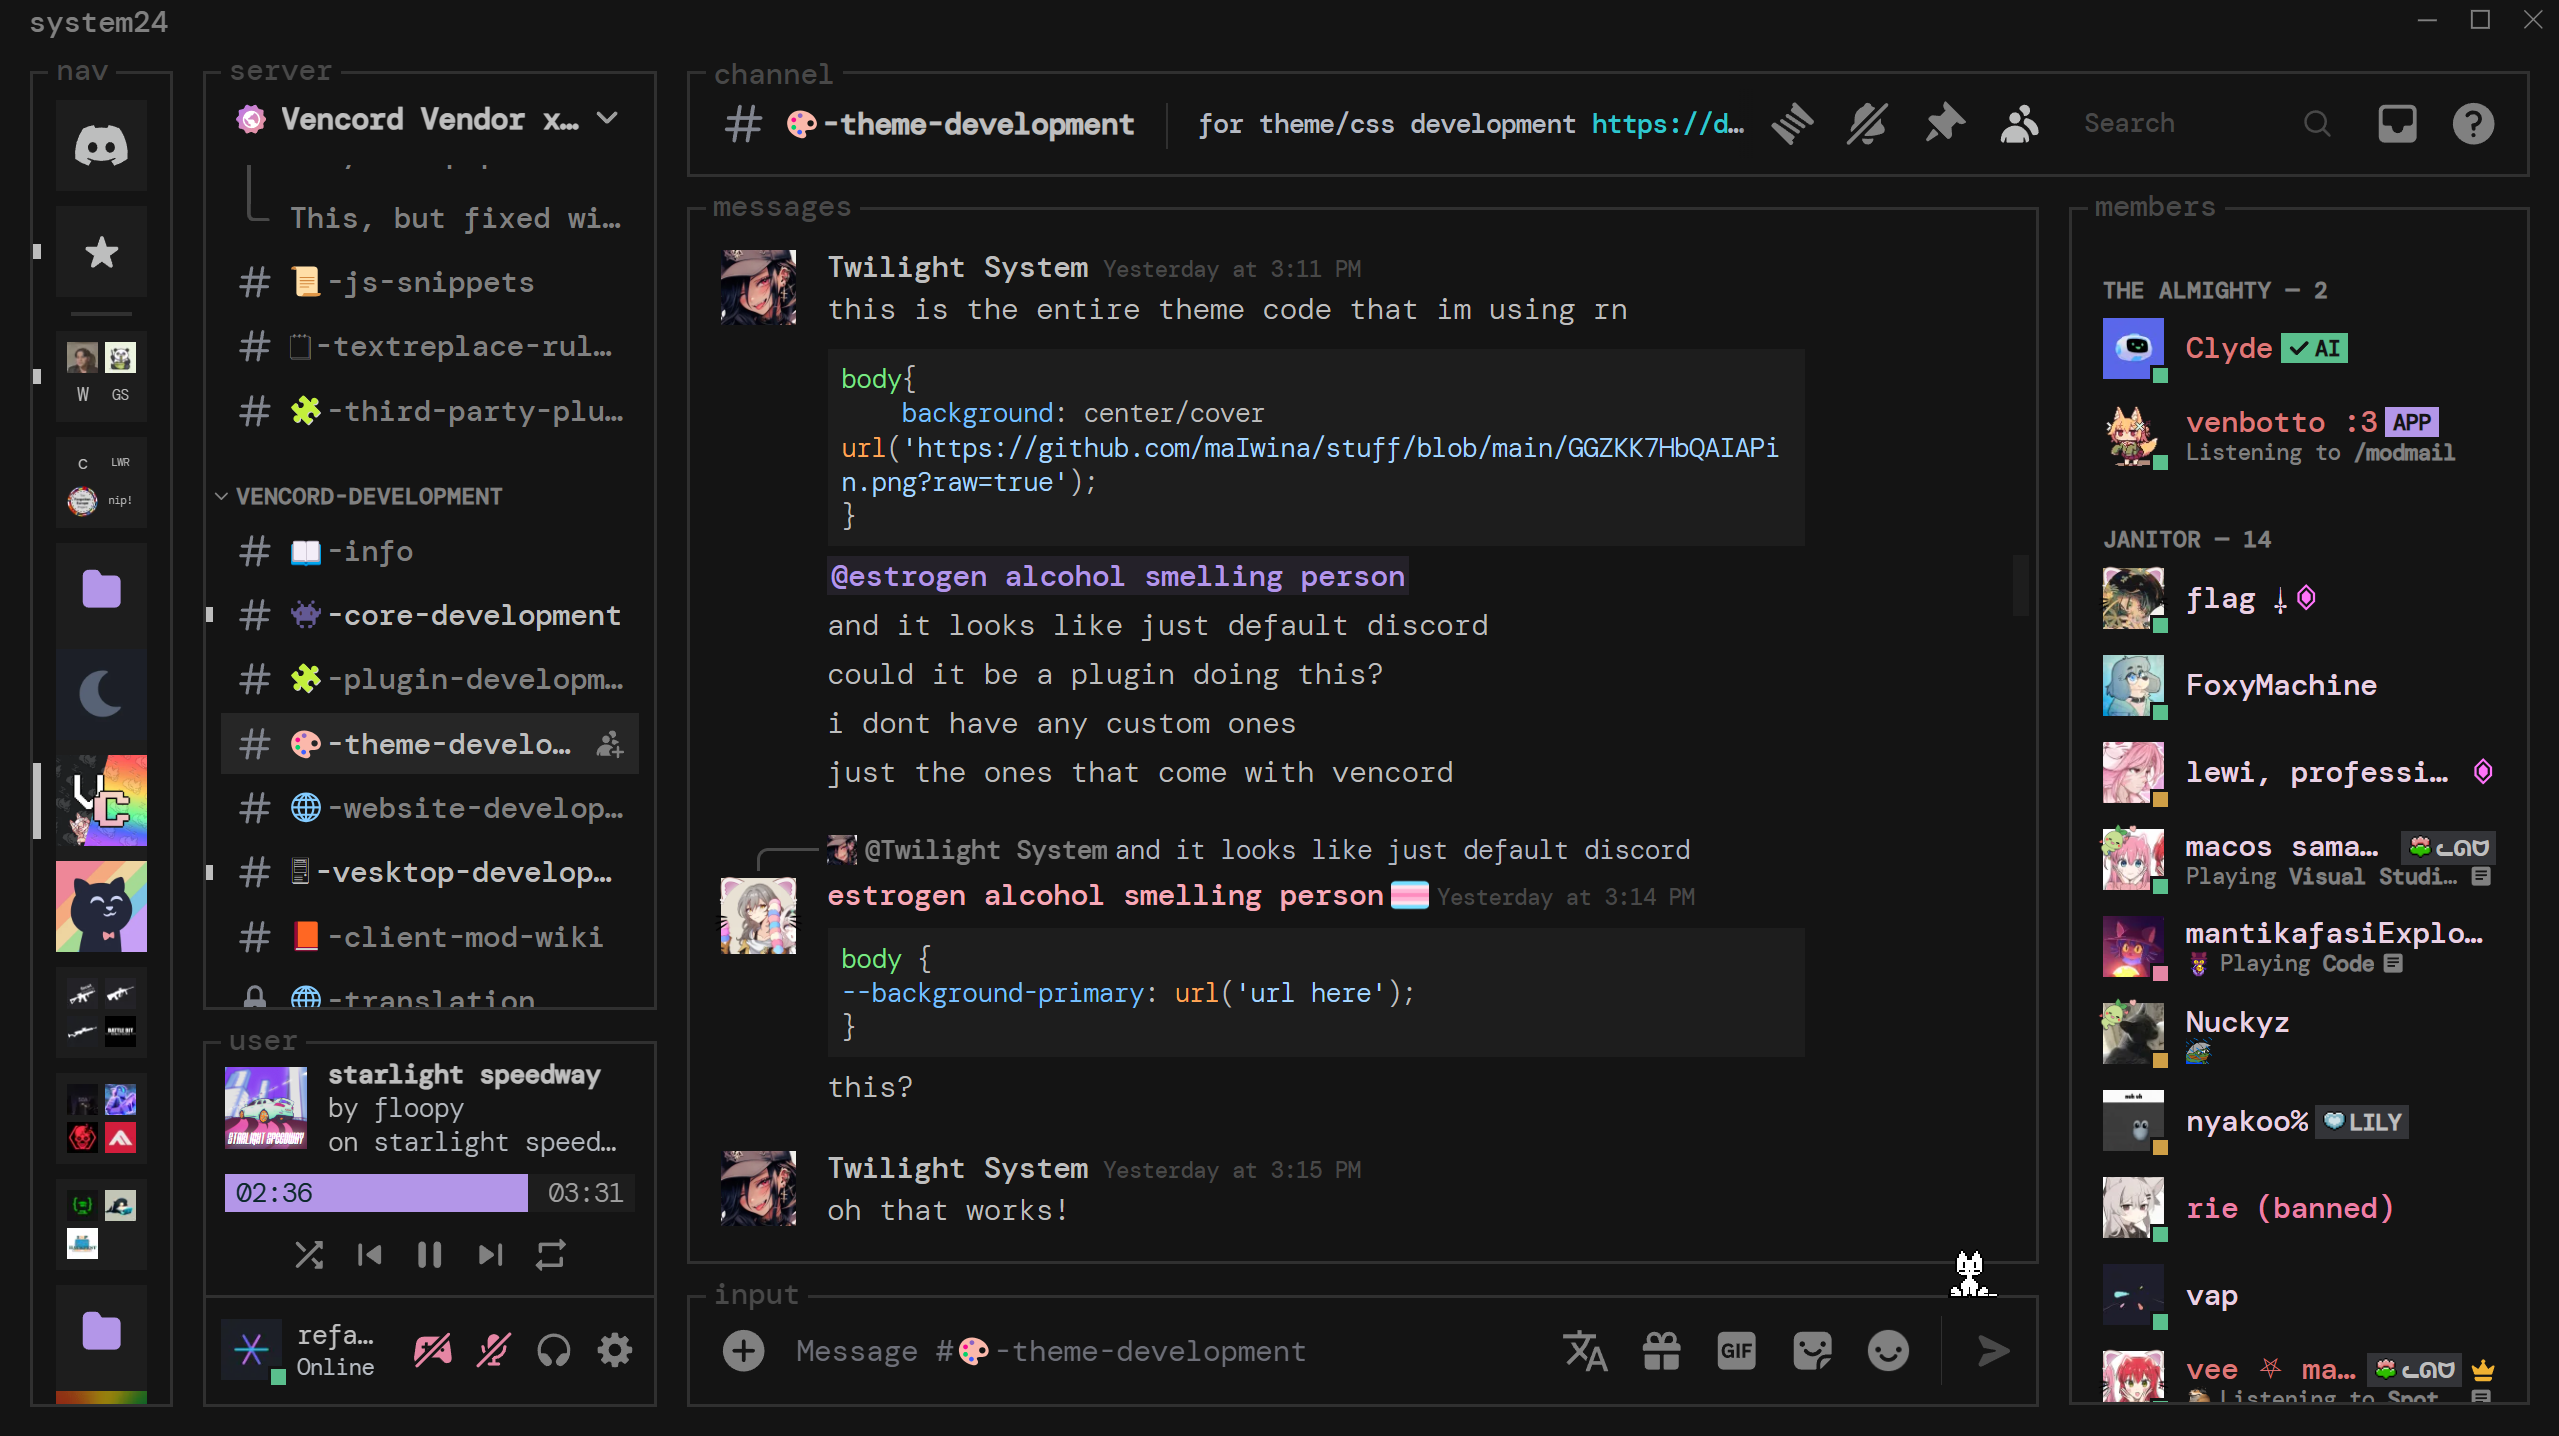 system24
nav
W GS
C LWR
nip!
server
Vencord Vendor x…
This, but fixed wi…
-js-snippets
-textreplace-rul…
-third-party-plu…
VENCORD-DEVELOPMENT
-info
-core-development
-plugin-developm…
-theme-develo…
-website-develop…
-vesktop-develop…
-client-mod-wiki
-translation
user
starlight speedway
by floopy
on starlight speed…
STARLIGHT SPEEDWAY
02:36 03:31
refa…
Online
channel
-theme-development
for theme/css development https://d…
Search
messages
Twilight System Yesterday at 3:11 PM
this is the entire theme code that im using rn
body{
background: center/cover
url('https://github.com/maIwina/stuff/blob/main/GGZKK7HbQAIAPi
n.png?raw=true');
}
@estrogen alcohol smelling person
and it looks like just default discord
could it be a plugin doing this?
i dont have any custom ones
just the ones that come with vencord
@Twilight System and it looks like just default discord
estrogen alcohol smelling person Yesterday at 3:14 PM
body {
--background-primary: url('url here');
}
this?
Twilight System Yesterday at 3:15 PM
oh that works!
input
Message #-theme-development
GIF
members
THE ALMIGHTY — 2
Clyde AI
venbotto :3 APP
Listening to /modmail
JANITOR — 14
flag
FoxyMachine
lewi, professi…
macos sama…
Playing Visual Studi…
mantikafasiExplo…
Playing Code
Nuckyz
nyakoo% LILY
rie (banned)
vap
vee ⛧ ma…
Listening to Spot